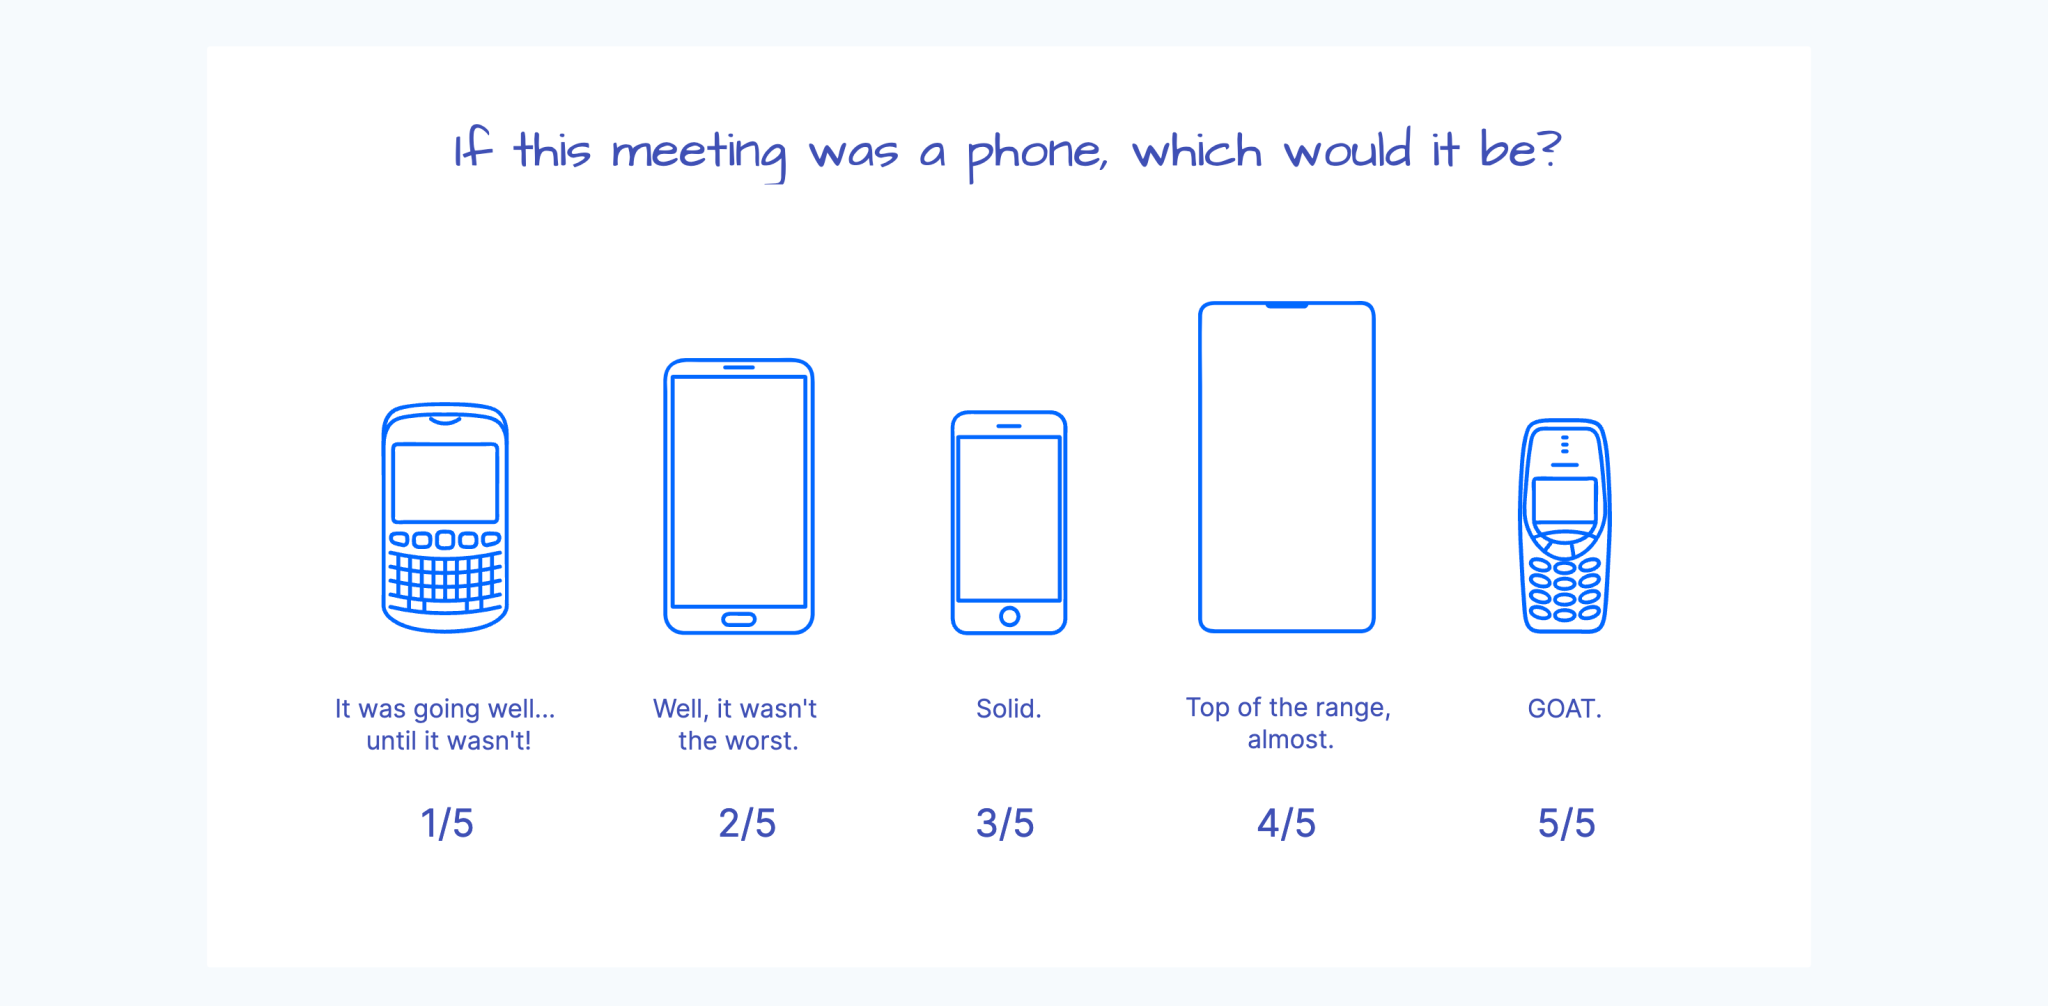 If this meeting was a phone, which would it be?
It was going well...
until it wasn't!
1/5
Well, it wasn't
the worst.
2/5
Solid.
3/5
Top of the range,
almost.
4/5
GOAT.
5/5